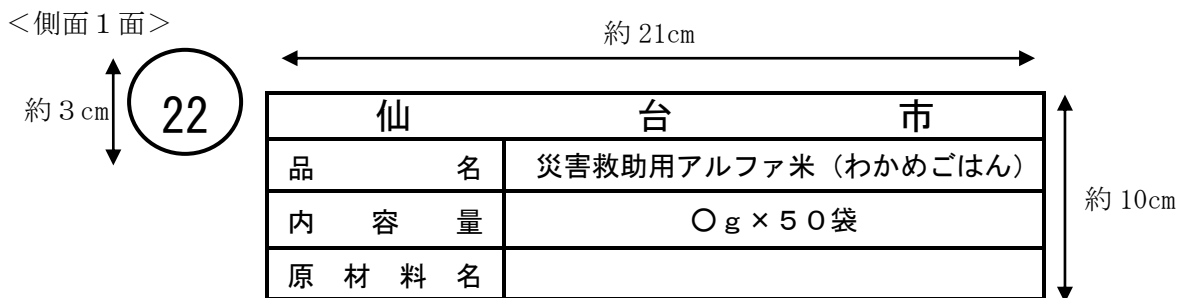 ＜側面１面＞
約21cm
約３cm
22
仙台市
品名 災害救助用アルファ米（わかめごはん）
内容量 〇ｇ×５０袋
約10cm
原材料名